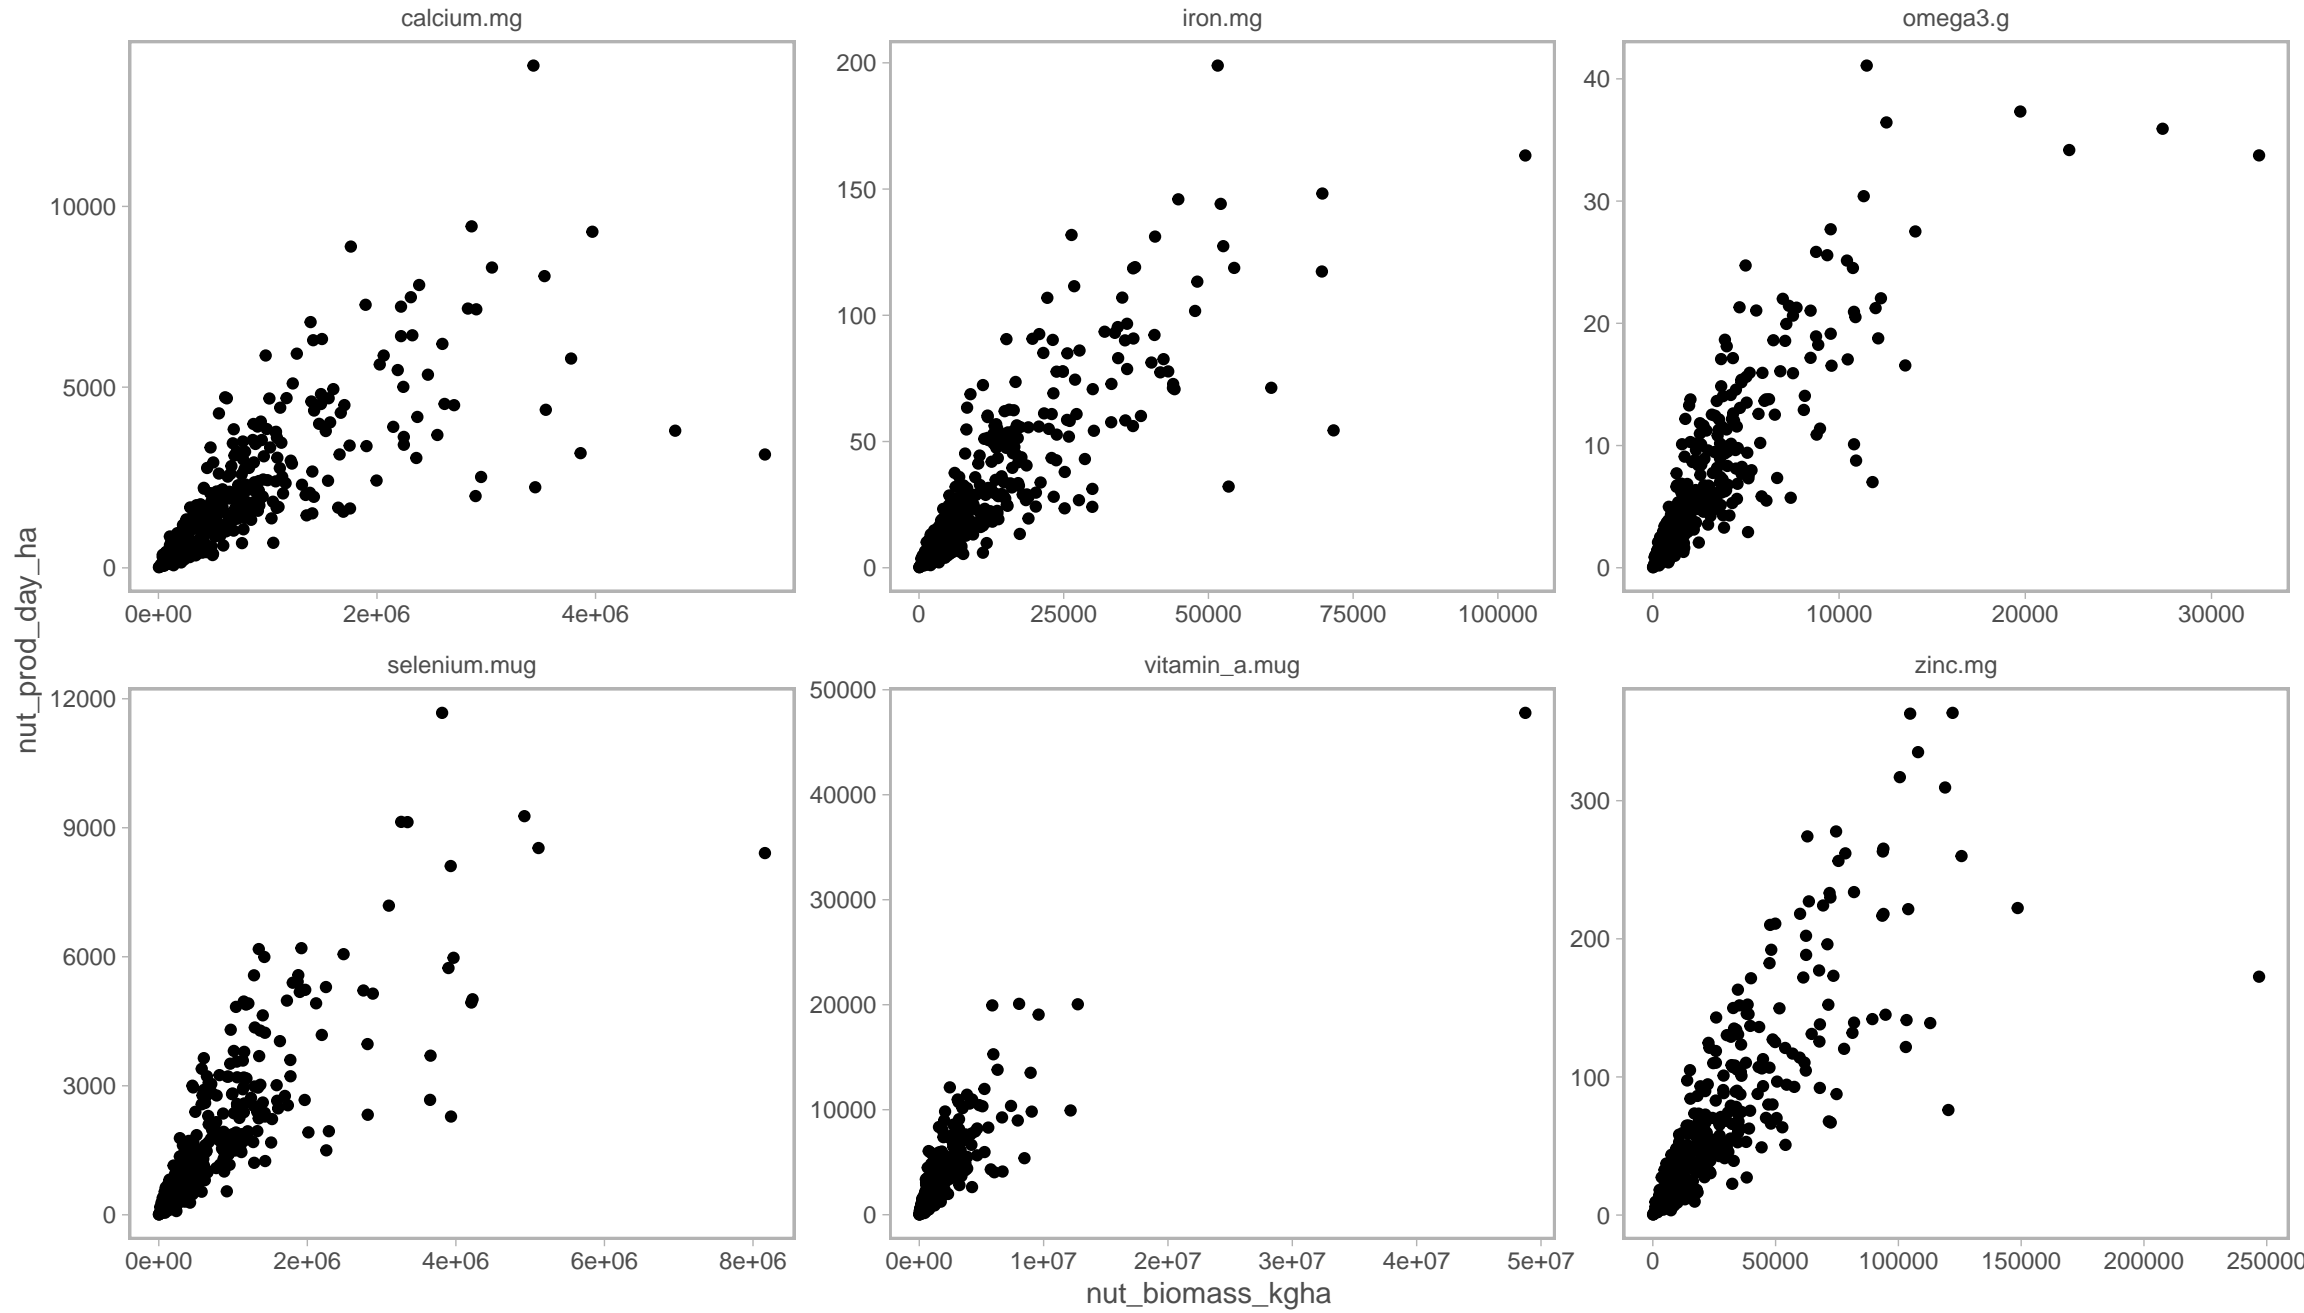 calcium.mg
iron.mg
omega3.g
10000
5000
0
0e+00 2e+06 4e+06
200
150
100
50
0
0 25000 50000 75000 100000
40
30
20
10
0
0 10000 20000 30000
nut_prod_day_ha
selenium.mug
vitamin_a.mug
zinc.mg
12000
9000
6000
3000
0
0e+00 2e+06 4e+06 6e+06 8e+06
50000
40000
30000
20000
10000
0
0e+00 1e+07 2e+07 3e+07 4e+07 5e+07
300
200
100
0
0 50000 100000 150000 200000 250000
nut_biomass_kgha